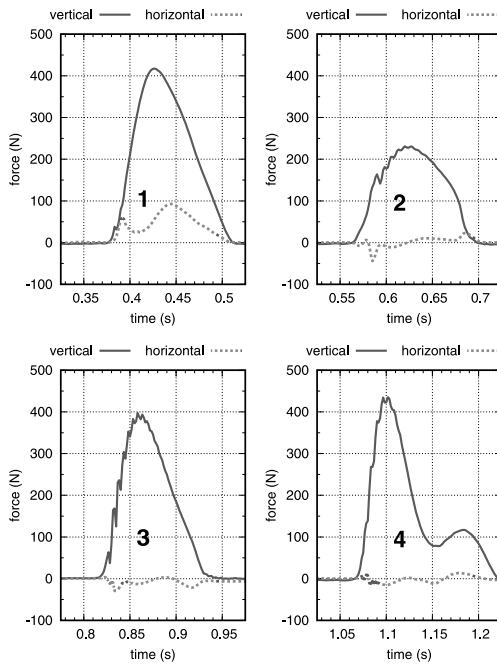 vertical horizontal vertical horizontal
500 500
400 400
300 300
200 200
100 100
0 0
-100 -100
force (N) force (N)
1 2
0.35 0.4 0.45 0.5 0.55 0.6 0.65 0.7
time (s) time (s)
vertical horizontal vertical horizontal
500 500
400 400
300 300
200 200
100 100
0 0
-100 -100
force (N) force (N)
3 4
0.8 0.85 0.9 0.95 1.05 1.1 1.15 1.2
time (s) time (s)